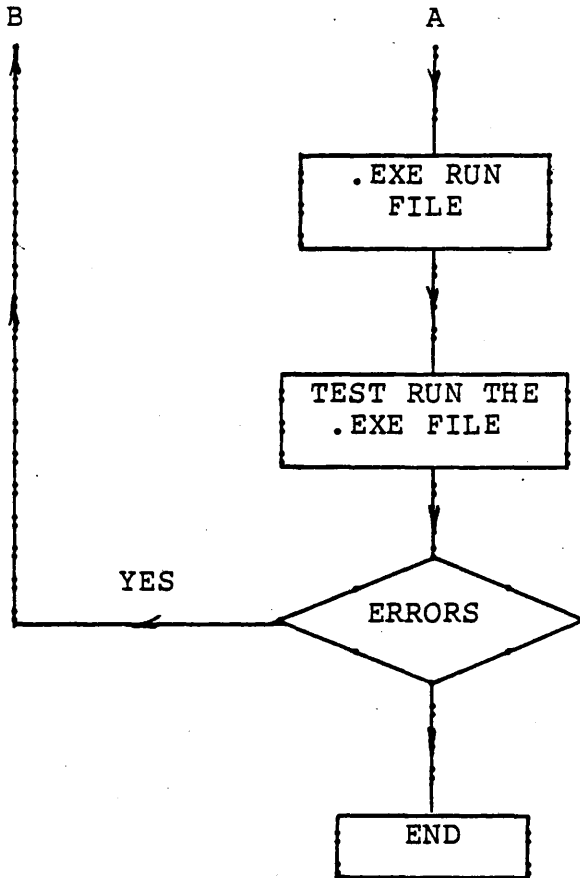 B
A
.EXE RUN
FILE
TEST RUN THE
.EXE FILE
YES
ERRORS
END